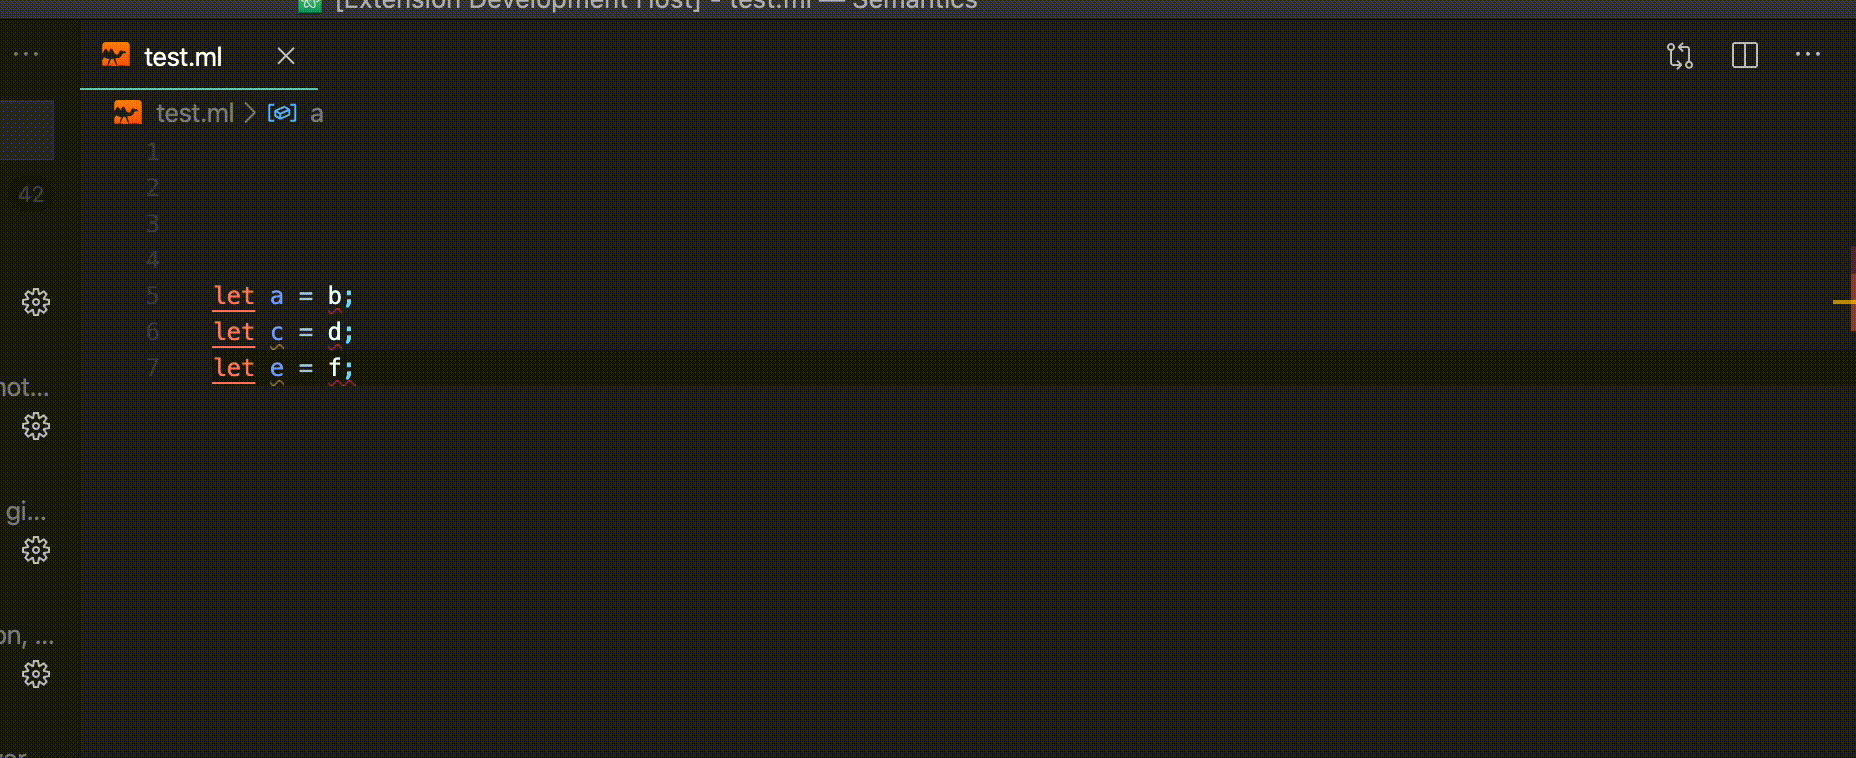 [Extension Development Host] - test.ml — Semantics
test.ml
test.ml > a
1
2
42
3
4
5 let a = b;
6 let c = d;
7 let e = f;
not...
gi...
on, ...